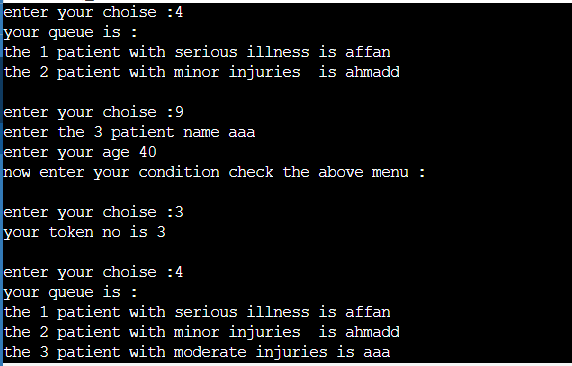 enter your choise :4
your queue is :
the 1 patient with serious illness is affan
the 2 patient with minor injuries  is ahmadd
enter your choise :9
enter the 3 patient name aaa
enter your age 40
now enter your condition check the above menu :
enter your choise :3
your token no is 3
enter your choise :4
your queue is :
the 1 patient with serious illness is affan
the 2 patient with minor injuries  is ahmadd
the 3 patient with moderate injuries is aaa